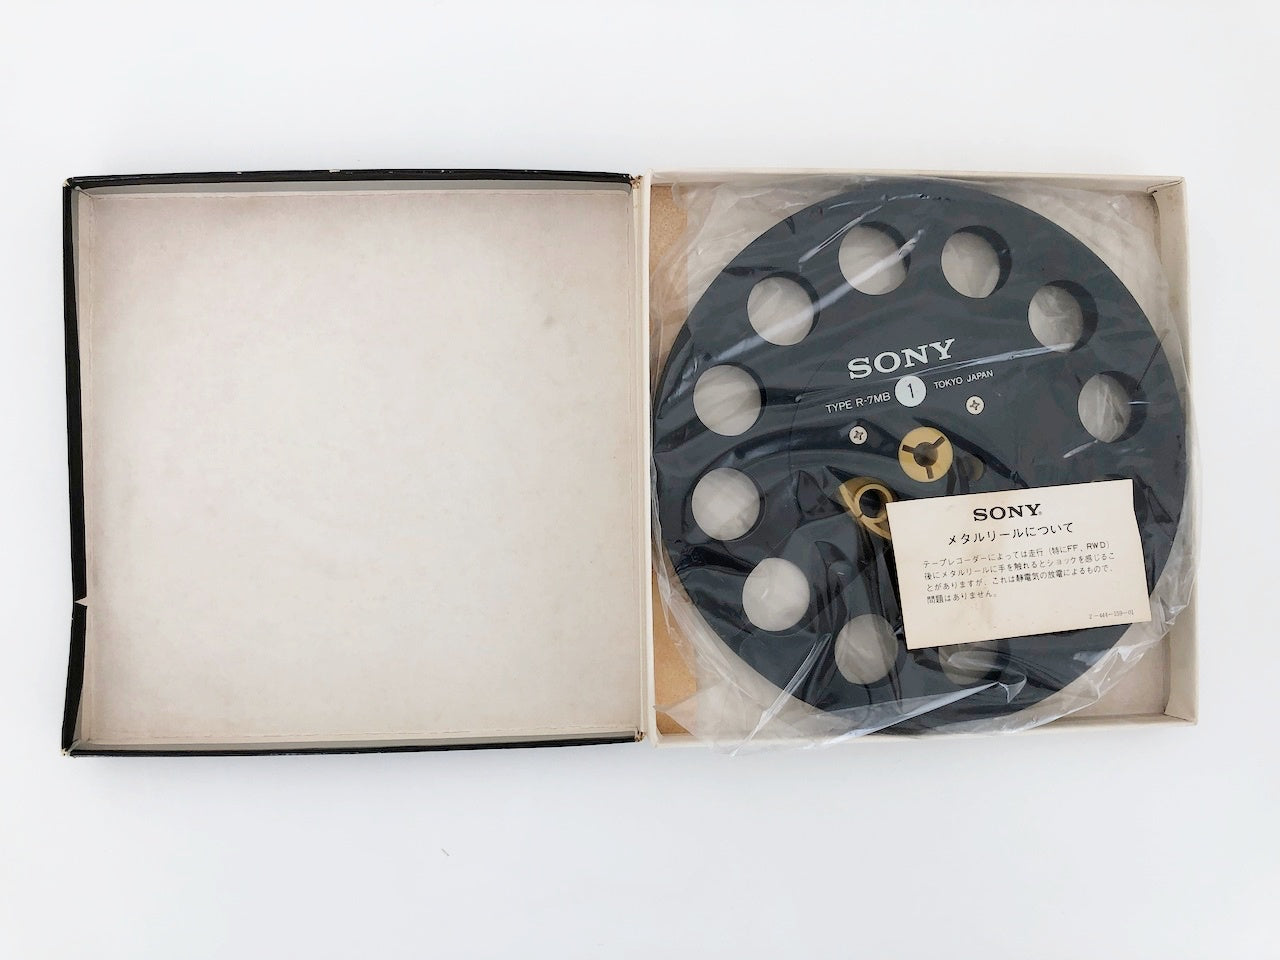 SONY
TYPE R-7MB 1 TOKYO JAPAN
SONY®
メタルリールについて
テープレコーダーによっては走行（特にFF、RWD）
後にメタルリールに手を触れるとショックを感じるこ
とがありますが、これは静電気の放電によるもので、
問題はありません。
2-444-559-01